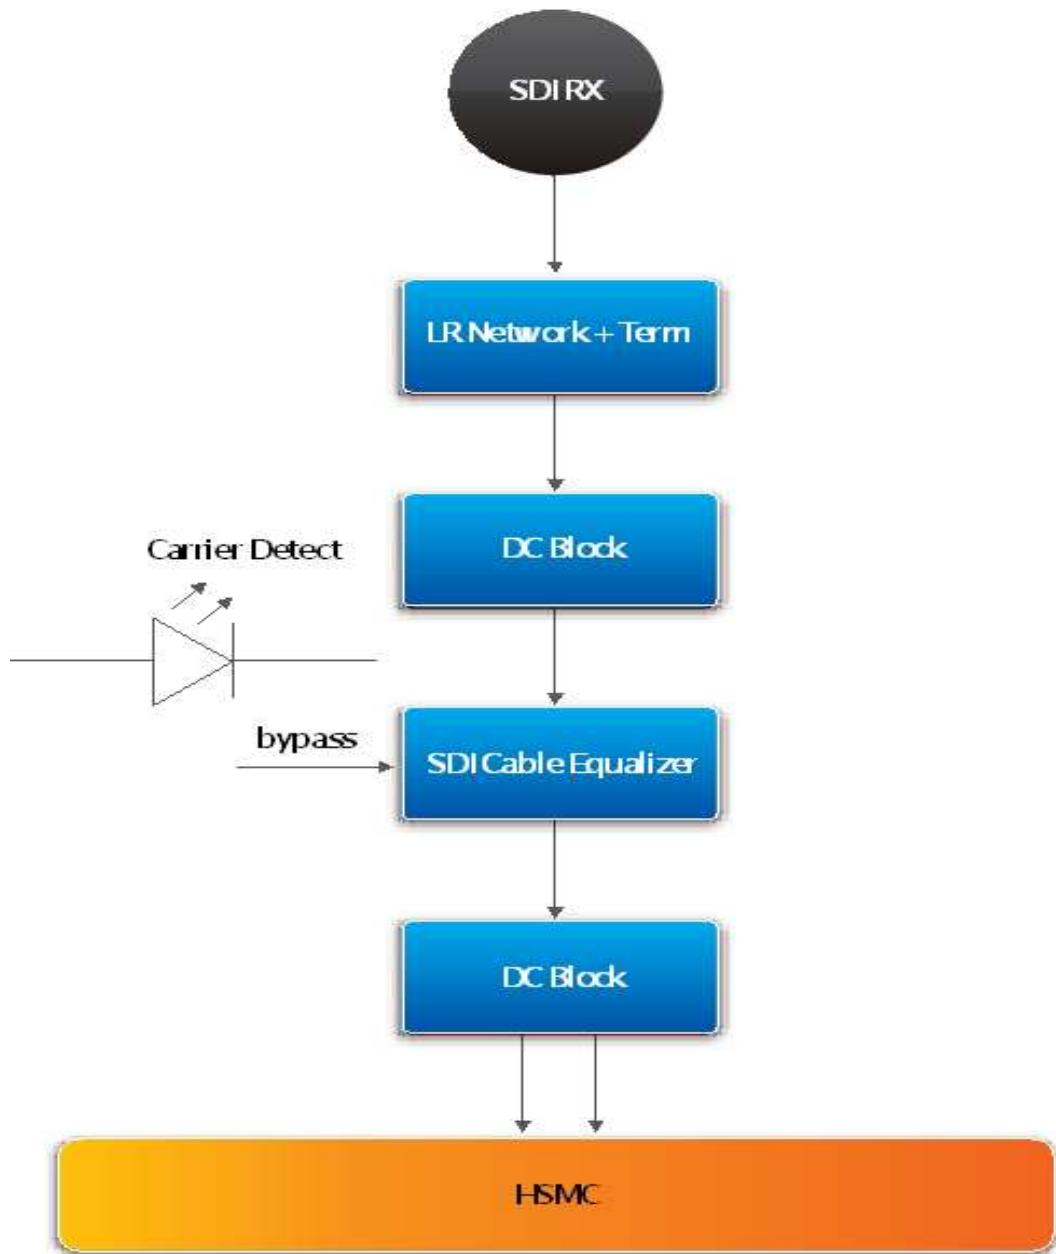 SDI RX
LR Network + Term
DC Block
Carrier Detect
bypass
SDI Cable Equalizer
DC Block
HSMC